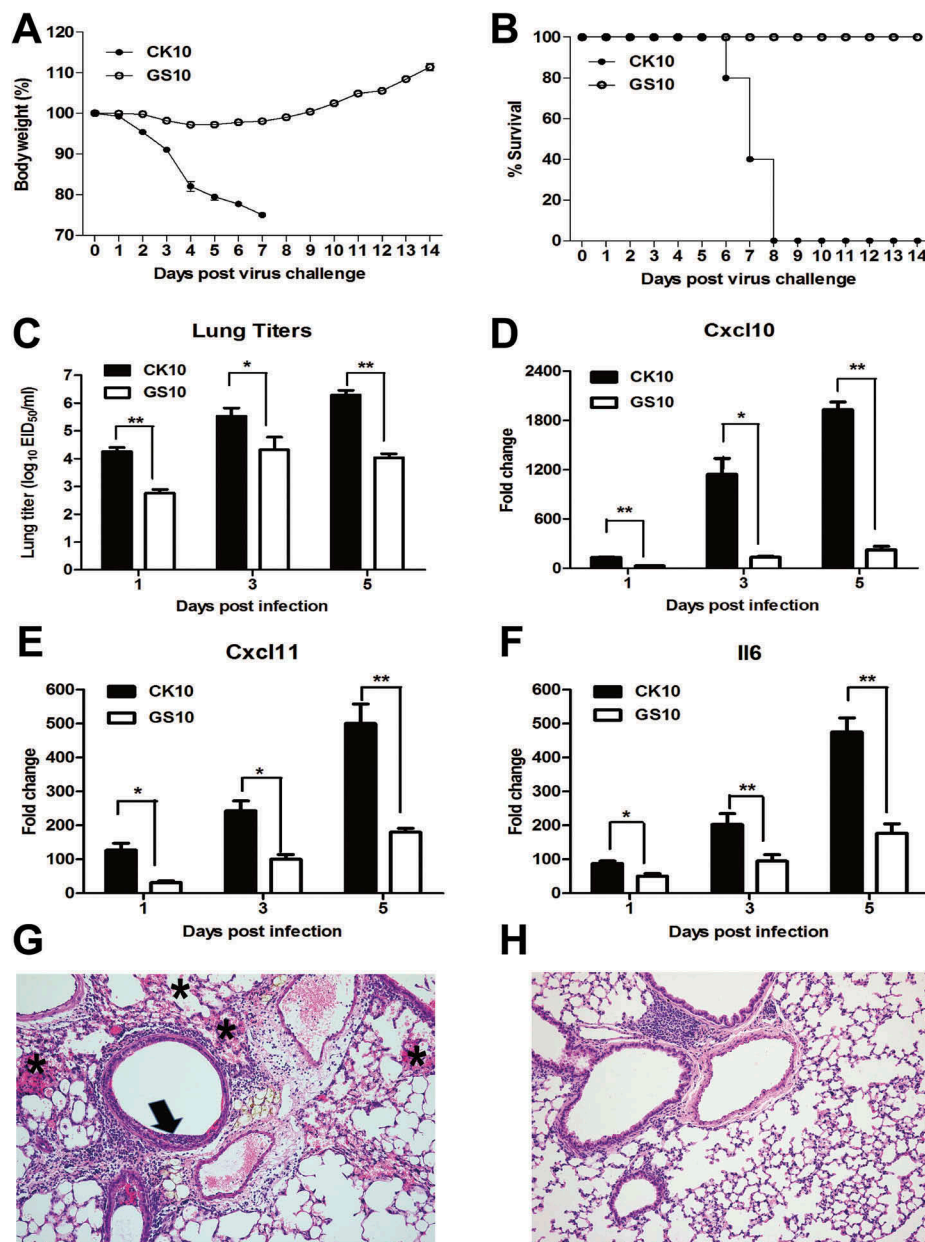 A
120
110
100
90
80
70
Bodyweight (%)
CK10
GS10
0 1 2 3 4 5 6 7 8 9 10 11 12 13 14
Days post virus challenge
B
100
80
60
40
20
0
% Survival
CK10
GS10
0 1 2 3 4 5 6 7 8 9 10 11 12 13 14
Days post virus challenge
C
Lung Titers
7
6
5
4
3
2
1
0
Lung titer (log10 EID50/ml)
CK10
GS10
**
*
**
1 3 5
Days post infection
D
Cxcl10
2400
1800
1200
600
0
Fold change
CK10
GS10
**
*
**
1 3 5
Days post infection
E
Cxcl11
600
500
400
300
200
100
0
Fold change
CK10
GS10
*
*
**
1 3 5
Days post infection
F
Il6
600
500
400
300
200
100
0
Fold change
CK10
GS10
*
**
**
1 3 5
Days post infection
G
*
*
*
*
H